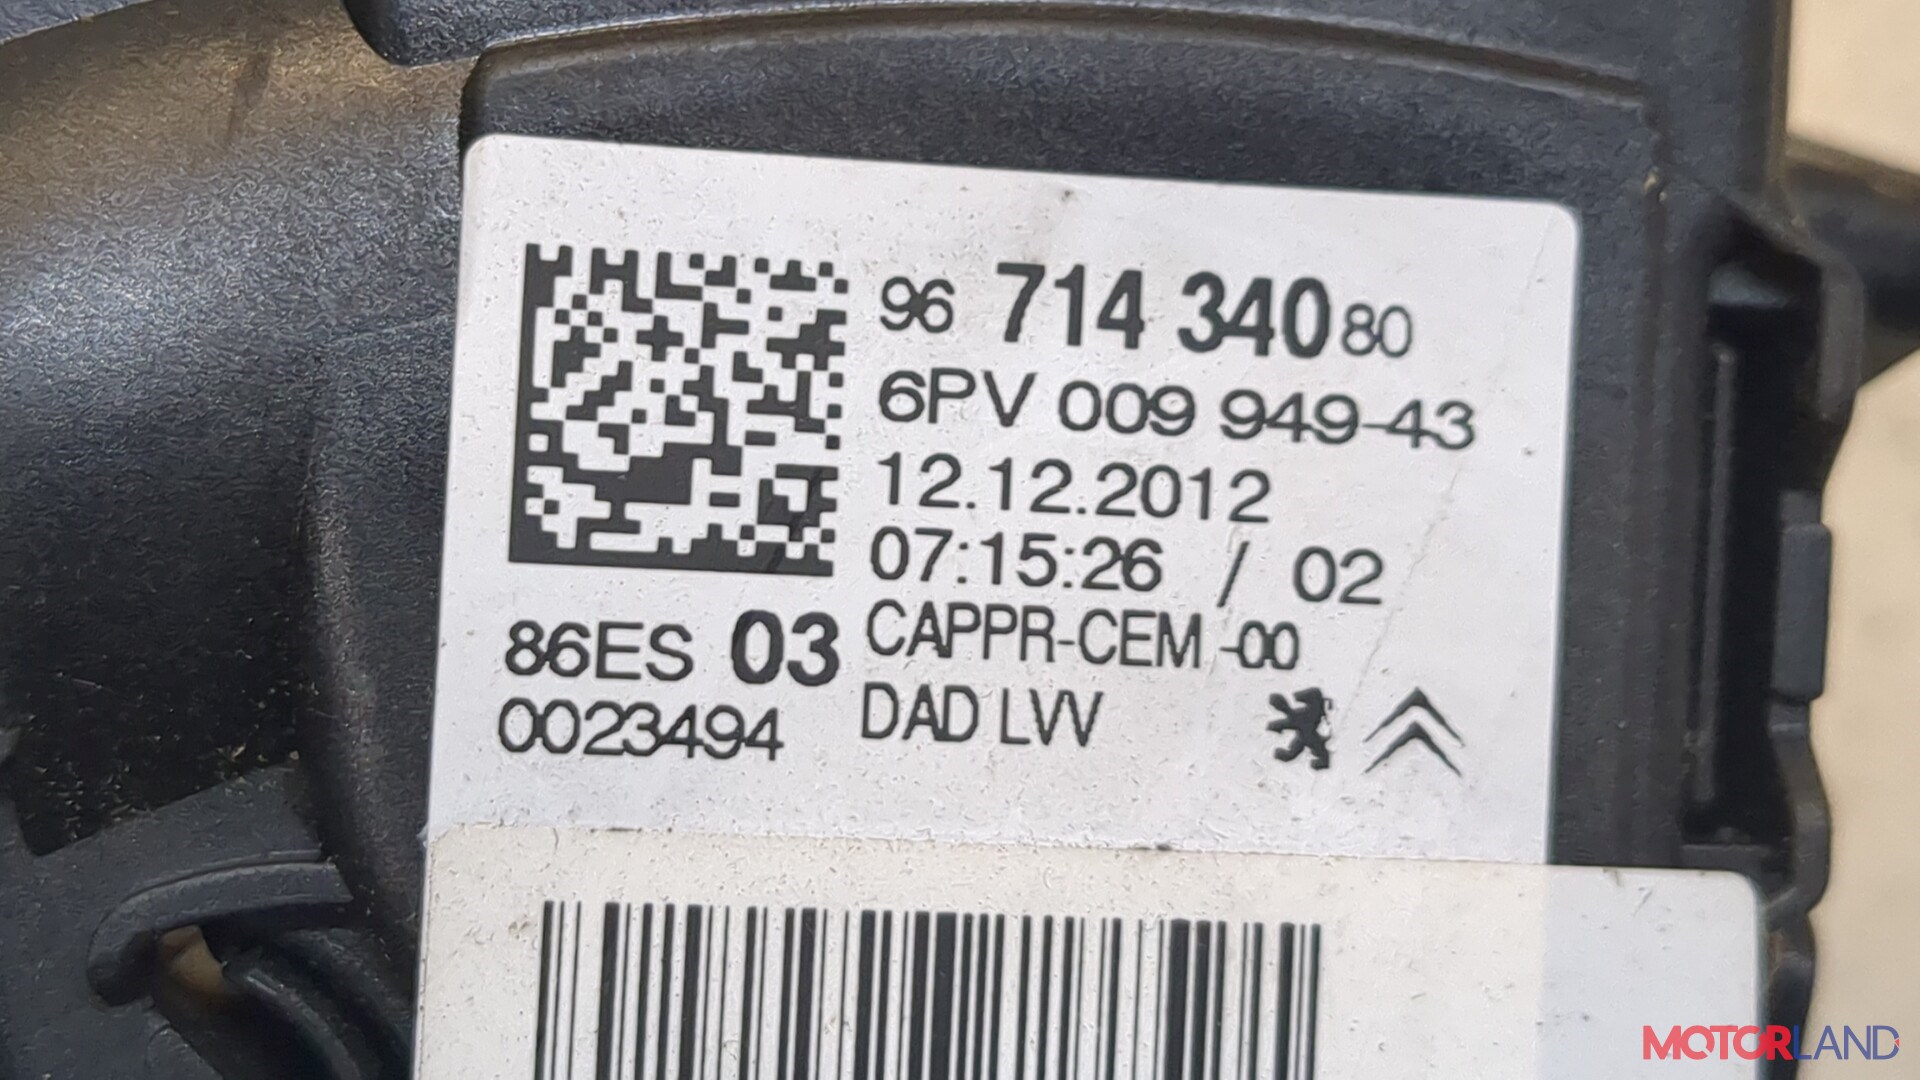 96 714 340 80
6PV 009 949-43
12.12.2012
07:15:26 / 02
86ES 03 CAPPR-CEM -00
0023494 DAD LVV
MOTORLAND